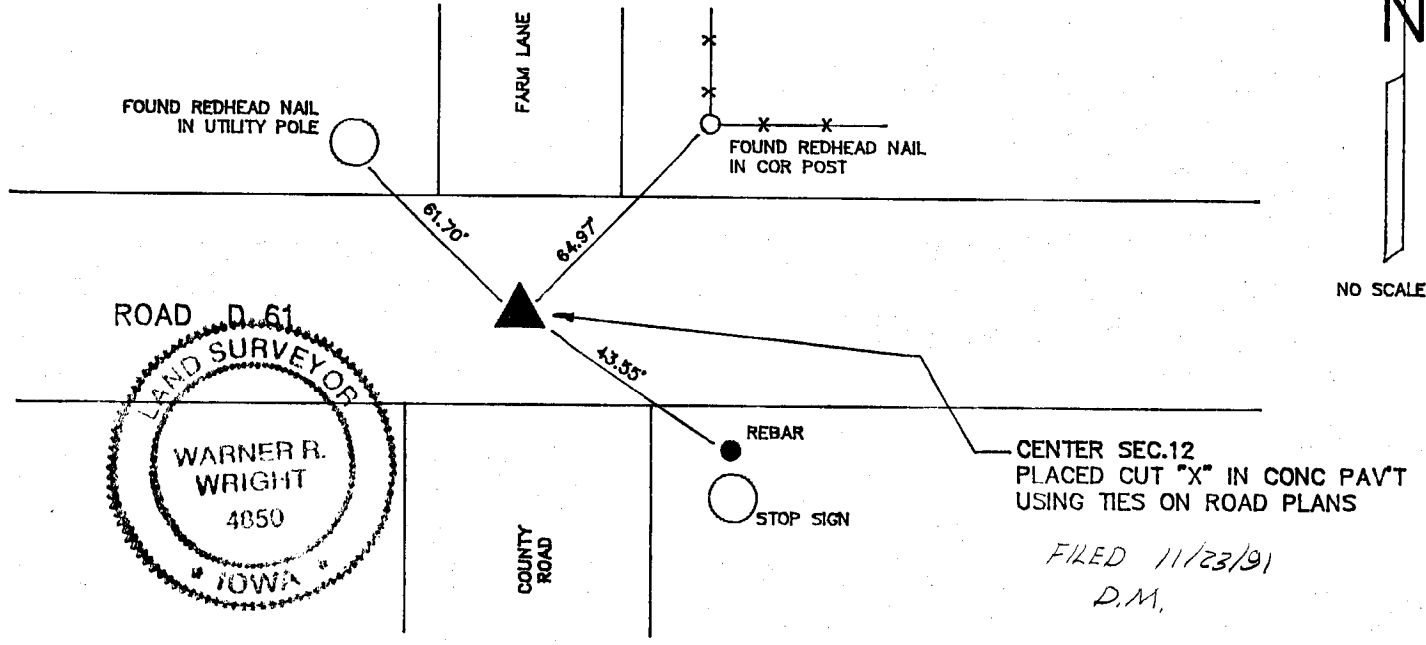 N
FARM LANE
FOUND REDHEAD NAIL
IN UTILITY POLE
FOUND REDHEAD NAIL
IN COR POST
61.70'
64.97'
NO SCALE
ROAD D 61
43.55'
LAND SURVEYOR
WARNER R.
WRIGHT
4850
* IOWA *
REBAR
STOP SIGN
CENTER SEC.12
PLACED CUT "X" IN CONC PAV'T
USING TIES ON ROAD PLANS
COUNTY
ROAD
FILED 11/23/91
D.M.